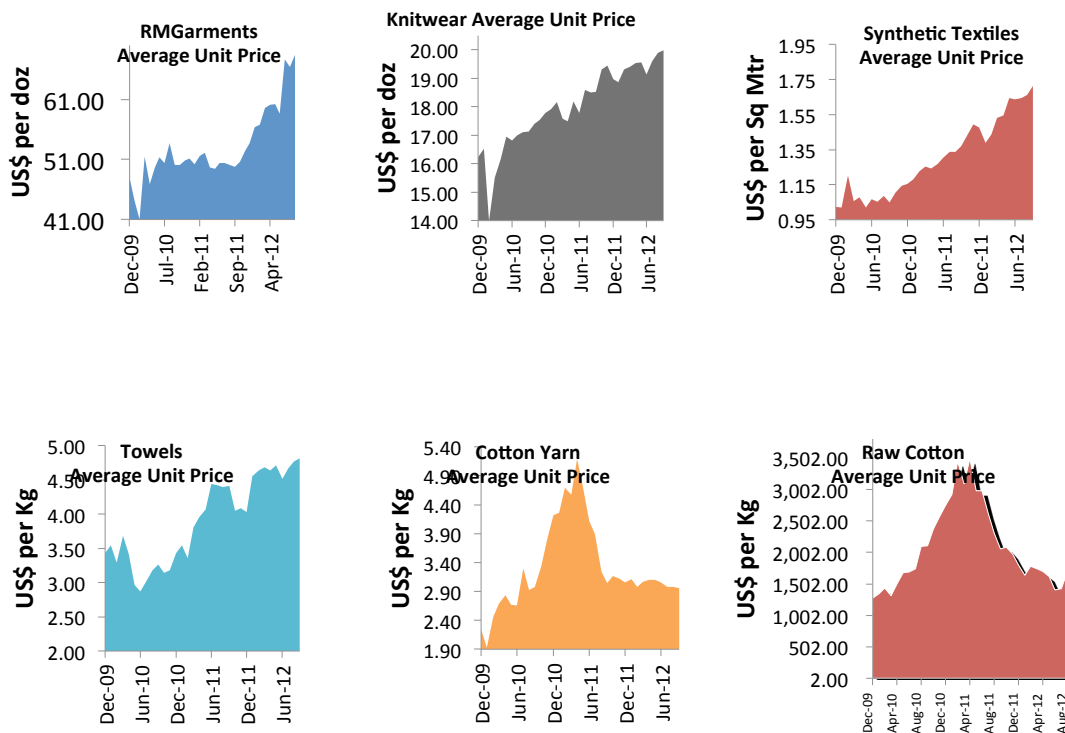 RMGarments
Average Unit Price
US$ per doz
61.00
51.00
41.00
Dec-09
Jul-10
Feb-11
Sep-11
Apr-12
Knitwear Average Unit Price
US$ per doz
20.00
19.00
18.00
17.00
16.00
15.00
14.00
Dec-09
Jun-10
Dec-10
Jun-11
Dec-11
Jun-12
Synthetic Textiles
Average Unit Price
US$ per Sq Mtr
1.95
1.75
1.55
1.35
1.15
0.95
Dec-09
Jun-10
Dec-10
Jun-11
Dec-11
Jun-12
Towels
Average Unit Price
US$ per Kg
5.00
4.50
4.00
3.50
3.00
2.50
2.00
Dec-09
Jun-10
Dec-10
Jun-11
Dec-11
Jun-12
Cotton Yarn
Average Unit Price
US$ per Kg
5.40
4.90
4.40
3.90
3.40
2.90
2.40
1.90
Dec-09
Jun-10
Dec-10
Jun-11
Dec-11
Jun-12
Raw Cotton
Average Unit Price
US$ per Kg
3,502.00
3,002.00
2,502.00
2,002.00
1,502.00
1,002.00
502.00
2.00
Dec-09
Apr-10
Aug-10
Dec-10
Apr-11
Aug-11
Dec-11
Apr-12
Aug-12